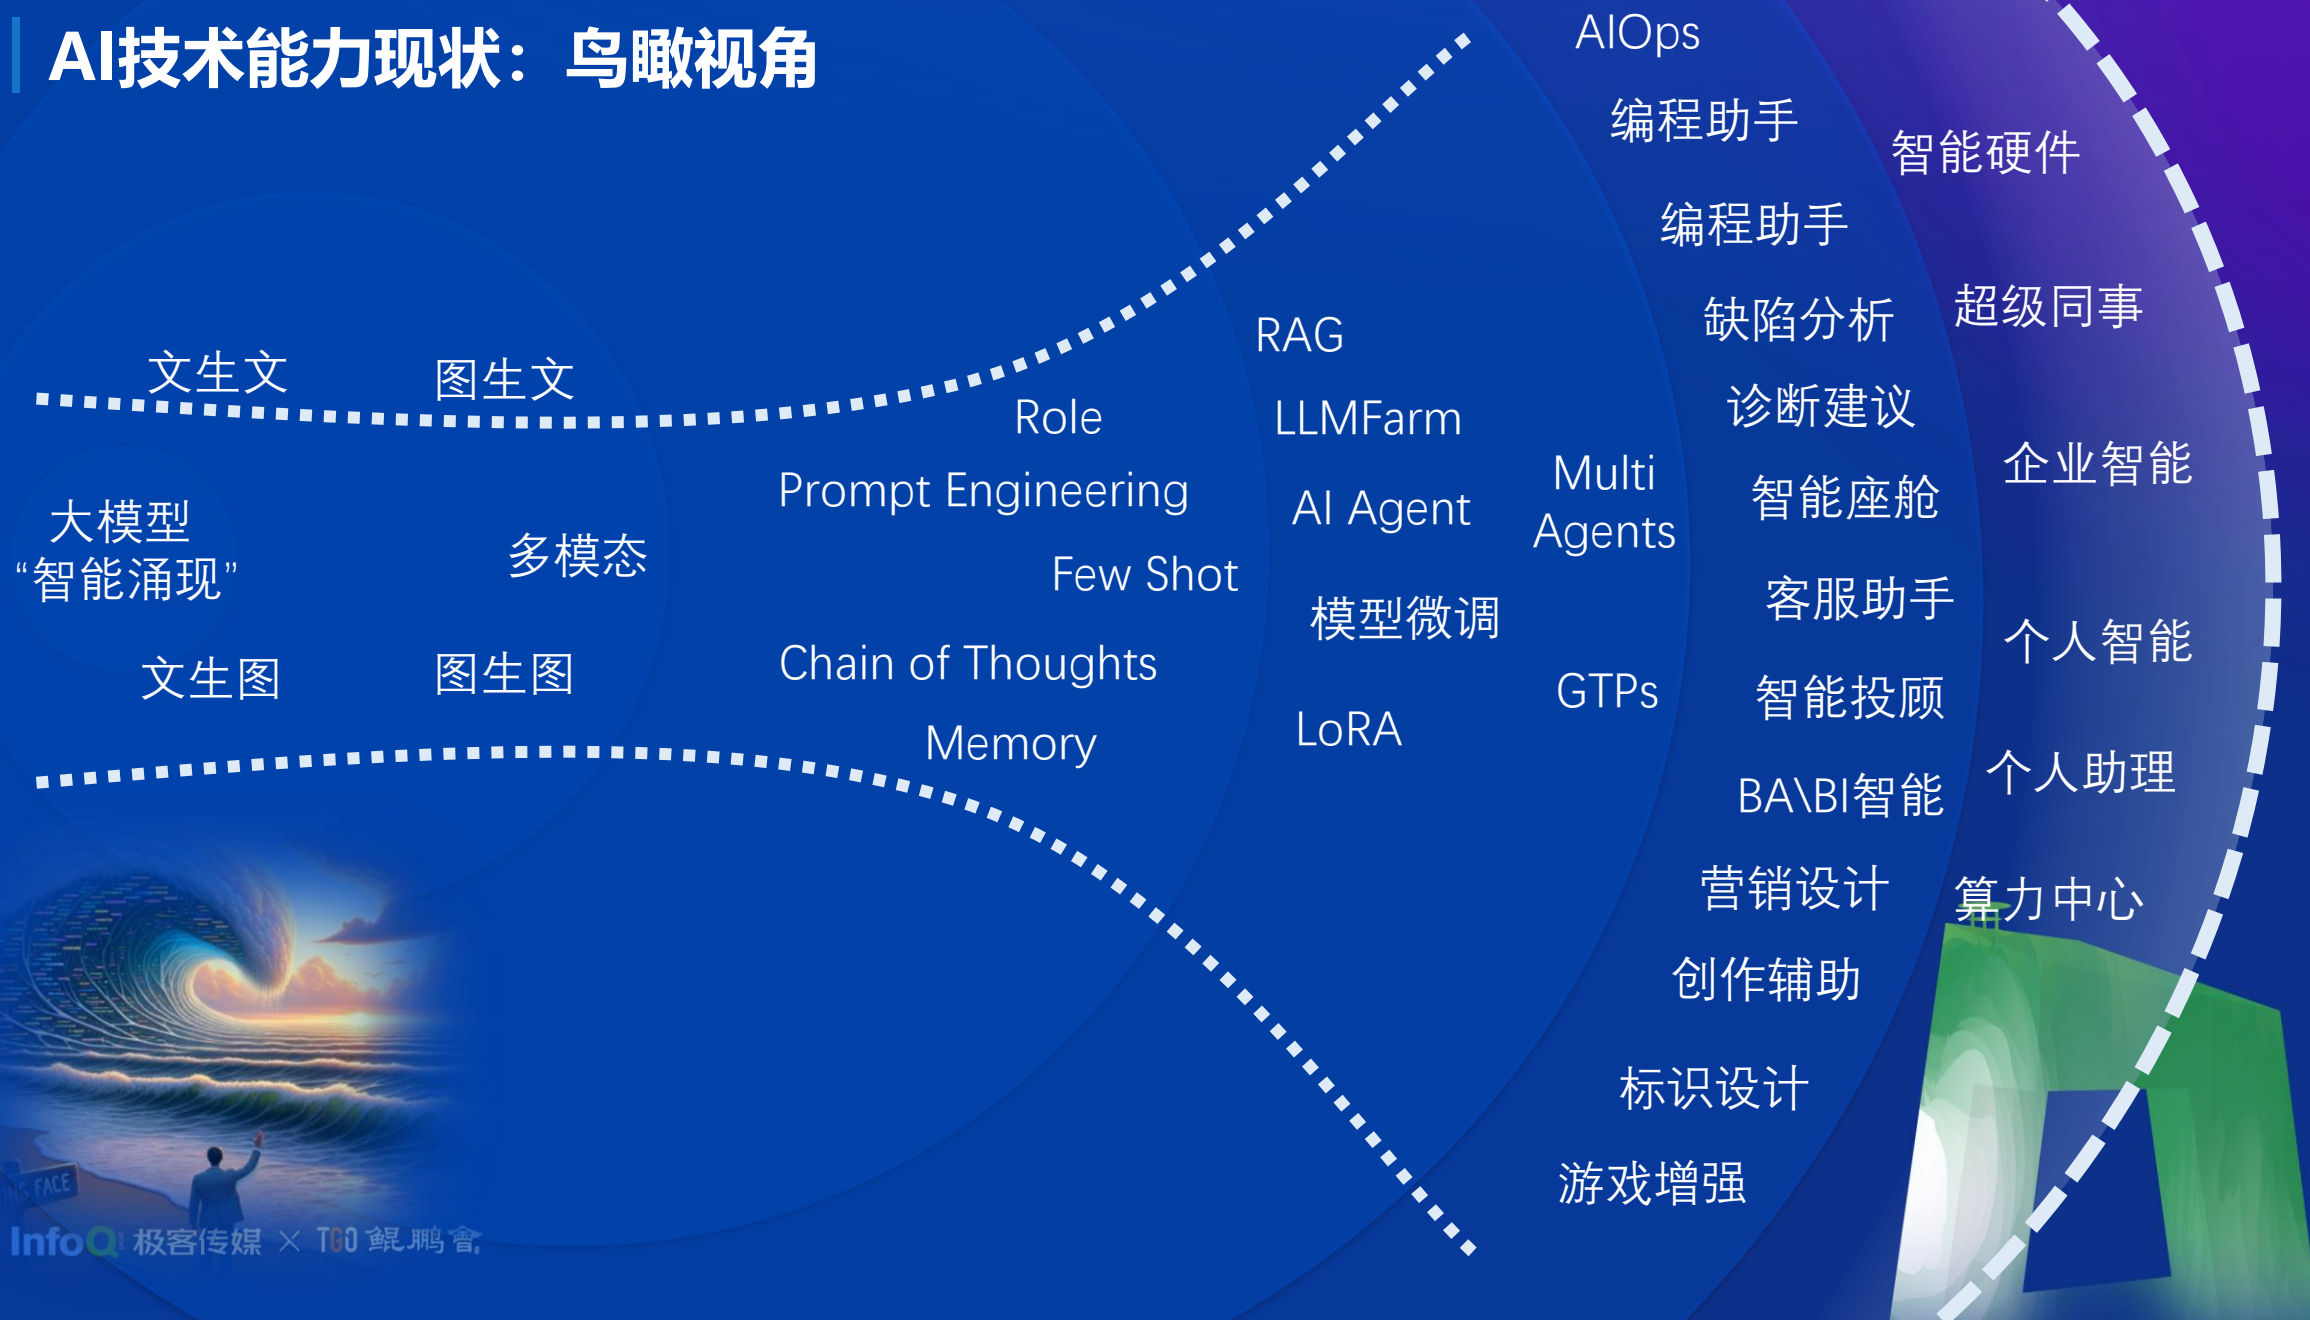 AI技术能力现状：鸟瞰视角
文生文
图生文
大模型
“智能涌现”
多模态
文生图
图生图
Role
Prompt Engineering
Few Shot
Chain of Thoughts
Memory
RAG
LLMFarm
AI Agent
模型微调
LoRA
Multi
Agents
GTPs
AIOps
编程助手
编程助手
缺陷分析
诊断建议
智能座舱
客服助手
智能投顾
BA\BI智能
营销设计
创作辅助
标识设计
游戏增强
智能硬件
超级同事
企业智能
个人智能
个人助理
算力中心
ING FACE
InfoQ 极客传媒 × TGO 鲲鹏会